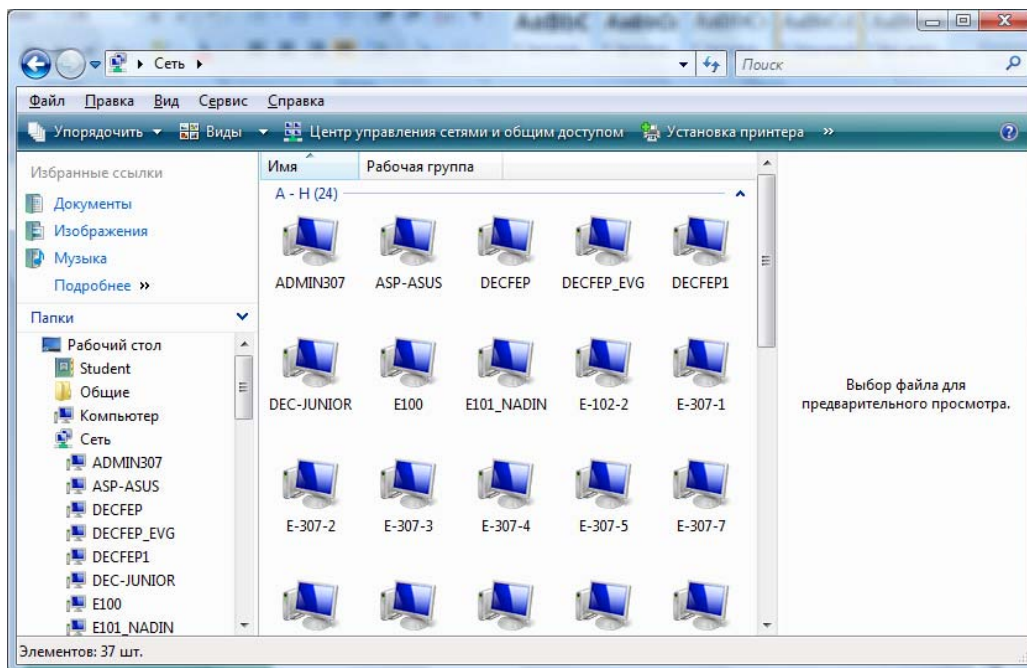 Сеть
Поиск
Файл Правка Вид Сервис Справка
Упорядочить Виды Центр управления сетями и общим доступом Установка принтера »
Избранные ссылки
Документы
Изображения
Музыка
Подробнее »
Папки
Рабочий стол
Student
Общие
Компьютер
Сеть
ADMIN307
ASP-ASUS
DECFEP
DECFEP_EVG
DECFEP1
DEC-JUNIOR
E100
E101_NADIN
Имя Рабочая группа
A - H (24)
ADMIN307 ASP-ASUS DECFEP DECFEP_EVG DECFEP1
DEC-JUNIOR E100 E101_NADIN E-102-2 E-307-1
E-307-2 E-307-3 E-307-4 E-307-5 E-307-7
Выбор файла для
предварительного просмотра.
Элементов: 37 шт.